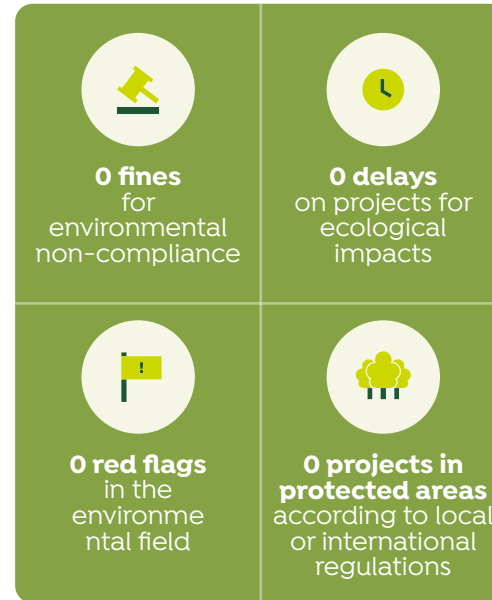 0 fines
for
environmental
non-compliance
0 delays
on projects for
ecological
impacts
!
0 red flags
in the
environme
ntal field
0 projects in
protected areas
according to local
or international
regulations